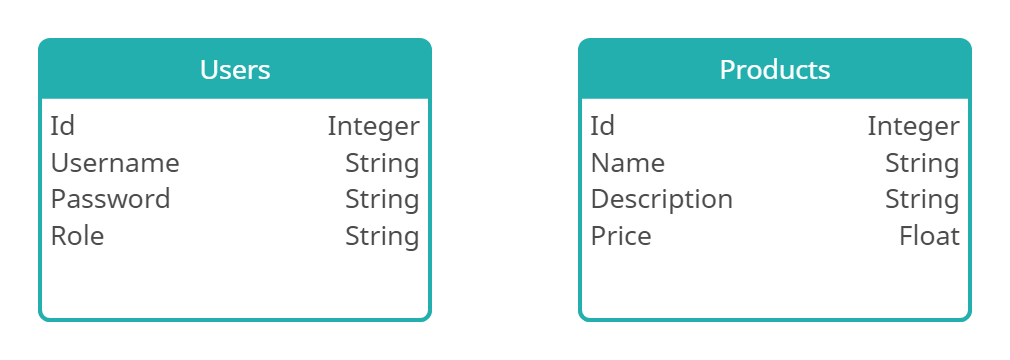 Users
Id Integer
Username String
Password String
Role String
Products
Id Integer
Name String
Description String
Price Float